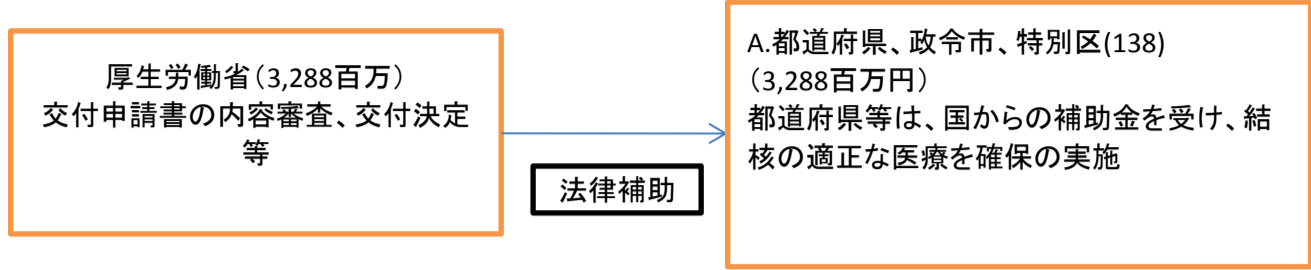 厚生労働省（3,288百万）
交付申請書の内容審査、交付決定
等
法律補助
A.都道府県、政令市、特別区(138)
（3,288百万円）
都道府県等は、国からの補助金を受け、結
核の適正な医療を確保の実施